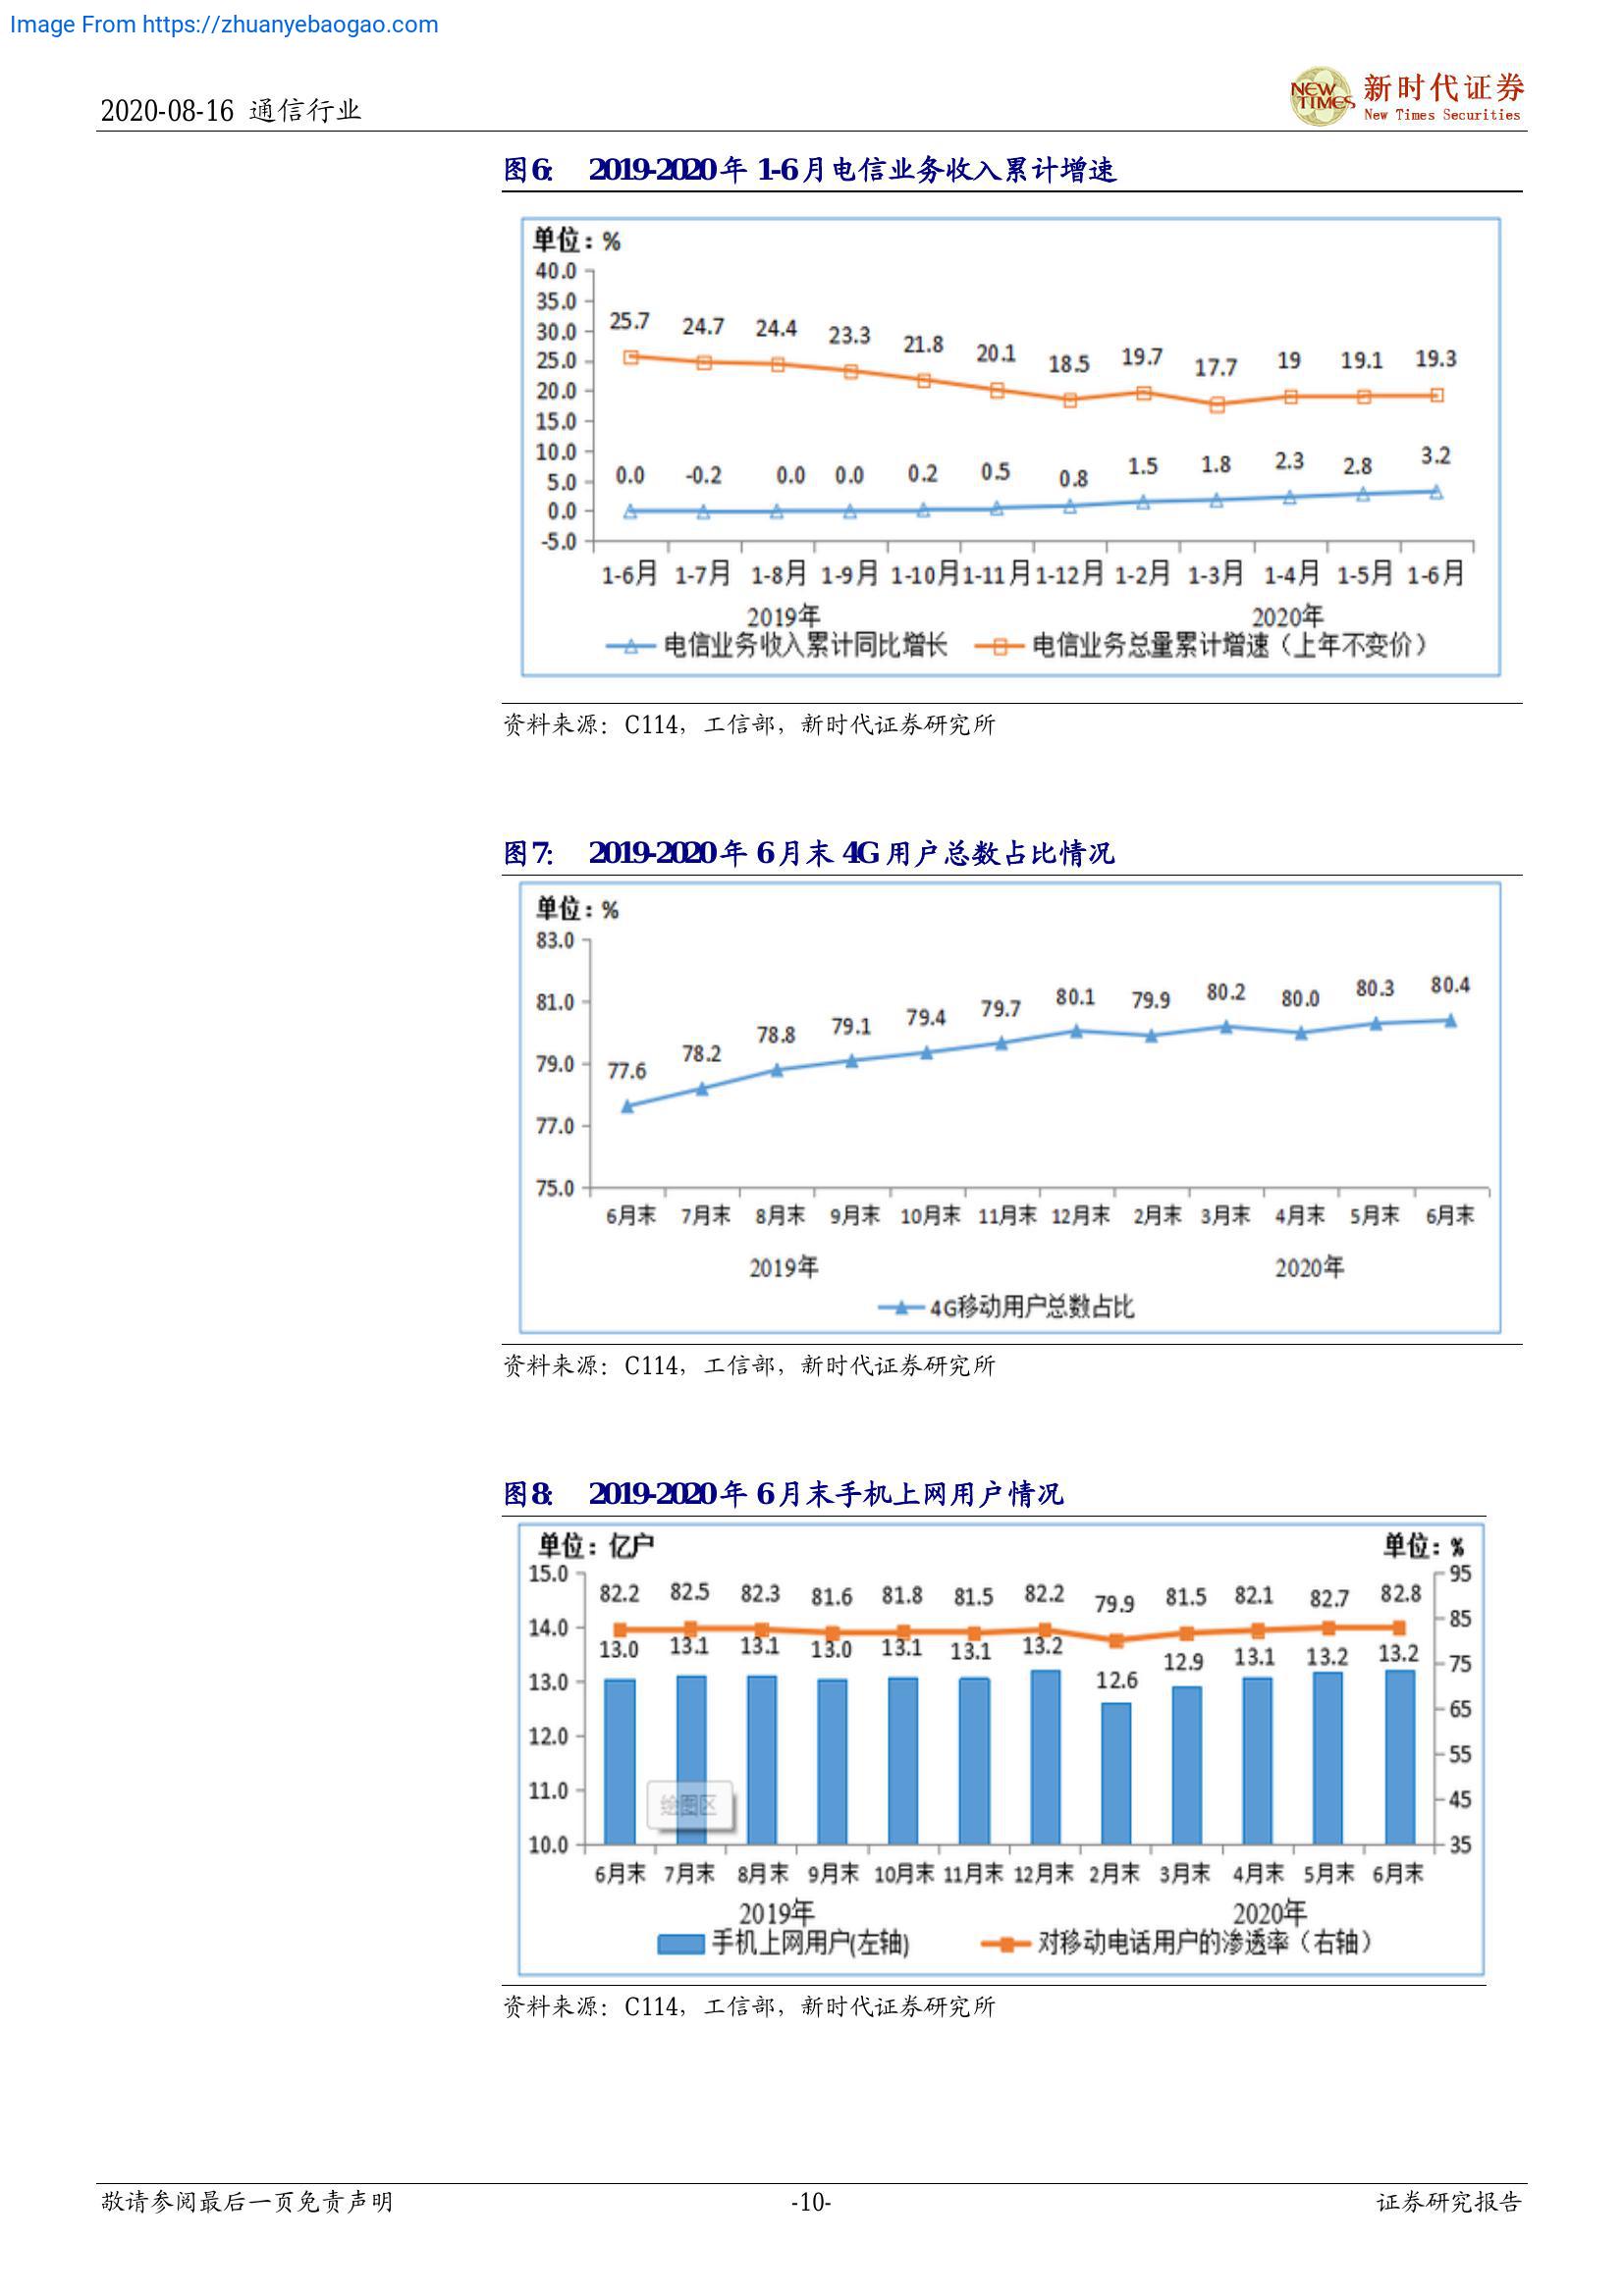 Image From https://zhuanyebaogao.com
2020-08-16 通信行业
NEW TIMES
新时代证券
New Times Securities
图6： 2019-2020年 1-6月电信业务收入累计增速
单位：%
40.0
35.0
30.0
25.0
20.0
15.0
10.0
5.0
0.0
-5.0
25.7 24.7 24.4 23.3 21.8 20.1 18.5 19.7 17.7 19 19.1 19.3
0.0 -0.2 0.0 0.0 0.2 0.5 0.8 1.5 1.8 2.3 2.8 3.2
1-6月 1-7月 1-8月 1-9月 1-10月 1-11月 1-12月 1-2月 1-3月 1-4月 1-5月 1-6月
2019年 2020年
电信业务收入累计同比增长 电信业务总量累计增速（上年不变价）
资料来源：C114，工信部，新时代证券研究所
图7： 2019-2020年 6月末 4G用户总数占比情况
单位：%
83.0
81.0
79.0
77.0
75.0
77.6 78.2 78.8 79.1 79.4 79.7 80.1 79.9 80.2 80.0 80.3 80.4
6月末 7月末 8月末 9月末 10月末 11月末 12月末 2月末 3月末 4月末 5月末 6月末
2019年 2020年
4G移动用户总数占比
资料来源：C114，工信部，新时代证券研究所
图8： 2019-2020年 6月末手机上网用户情况
单位：亿户 单位：%
15.0
14.0
13.0
12.0
11.0
10.0
82.2 82.5 82.3 81.6 81.8 81.5 82.2 79.9 81.5 82.1 82.7 82.8
13.0 13.1 13.1 13.0 13.1 13.1 13.2 12.6 12.9 13.1 13.2 13.2
95
85
75
65
55
45
35
绘图区
6月末 7月末 8月末 9月末 10月末 11月末 12月末 2月末 3月末 4月末 5月末 6月末
2019年 2020年
手机上网用户(左轴) 对移动电话用户的渗透率（右轴）
资料来源：C114，工信部，新时代证券研究所
敬请参阅最后一页免责声明 -10- 证券研究报告